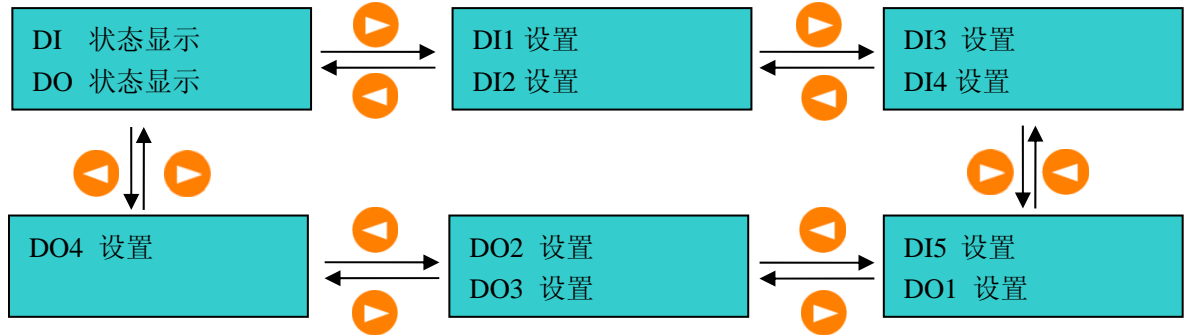 DI 状态显示
DO 状态显示
DI1 设置
DI2 设置
DI3 设置
DI4 设置
DO4 设置
DO2 设置
DO3 设置
DI5 设置
DO1 设置